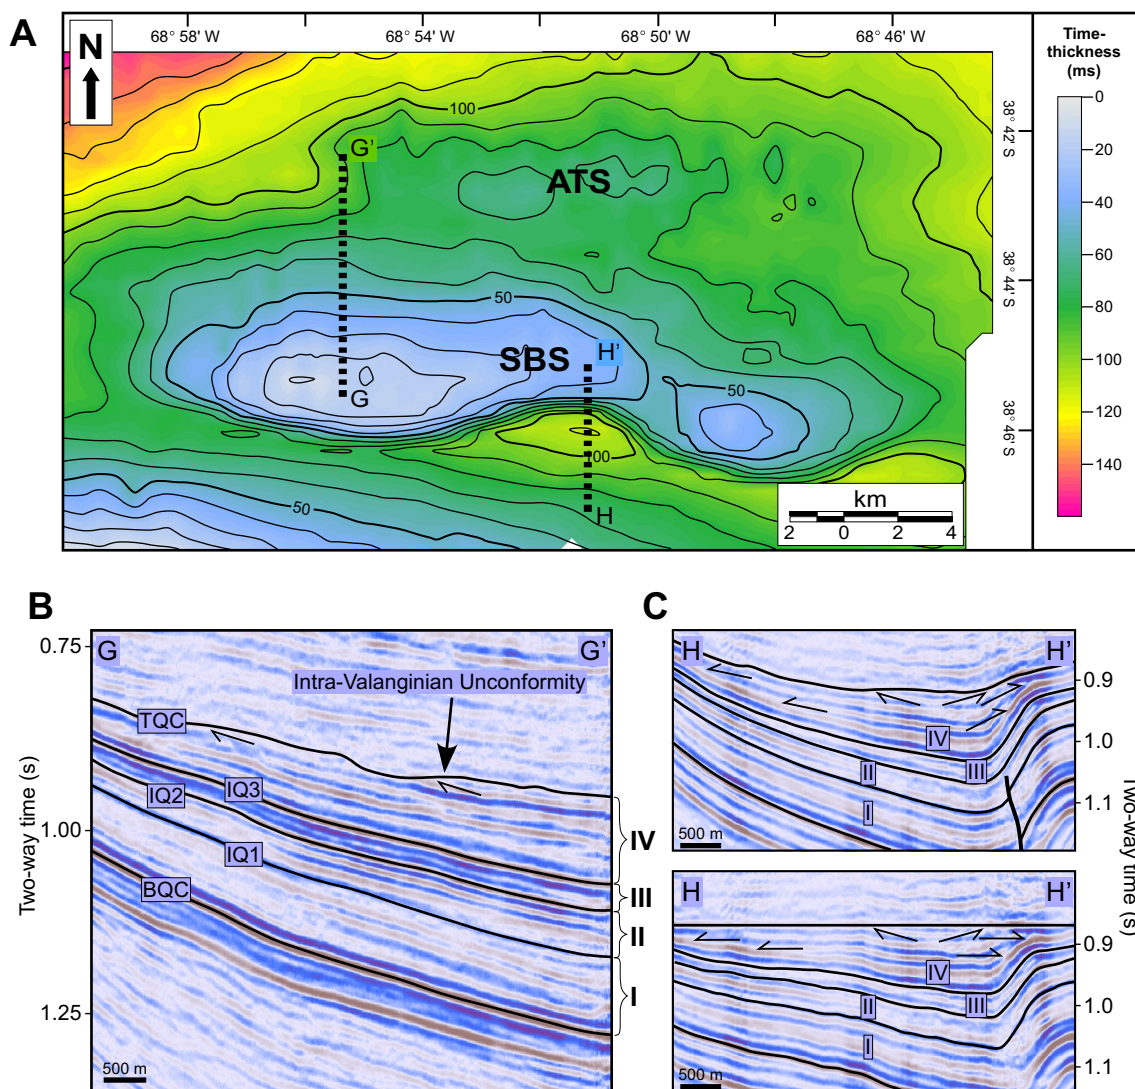 A
N
68° 58' W
68° 54' W
68° 50' W
68° 46' W
Time-
thickness
(ms)
0
20
40
60
80
100
120
140
38° 42' S
38° 44' S
38° 46' S
100
G'
ATS
50
SBS
H'
50
G
100
50
H
km
2 0 2 4
B
G
G’
0.75
1.00
1.25
Two-way time (s)
Intra-Valanginian Unconformity
TQC
IQ3
IQ2
IQ1
BQC
IV
III
II
I
500 m
C
H
H’
0.9
1.0
1.1
IV
III
II
I
500 m
Two-way time (s)
H
H’
0.9
1.0
1.1
IV
III
II
I
500 m